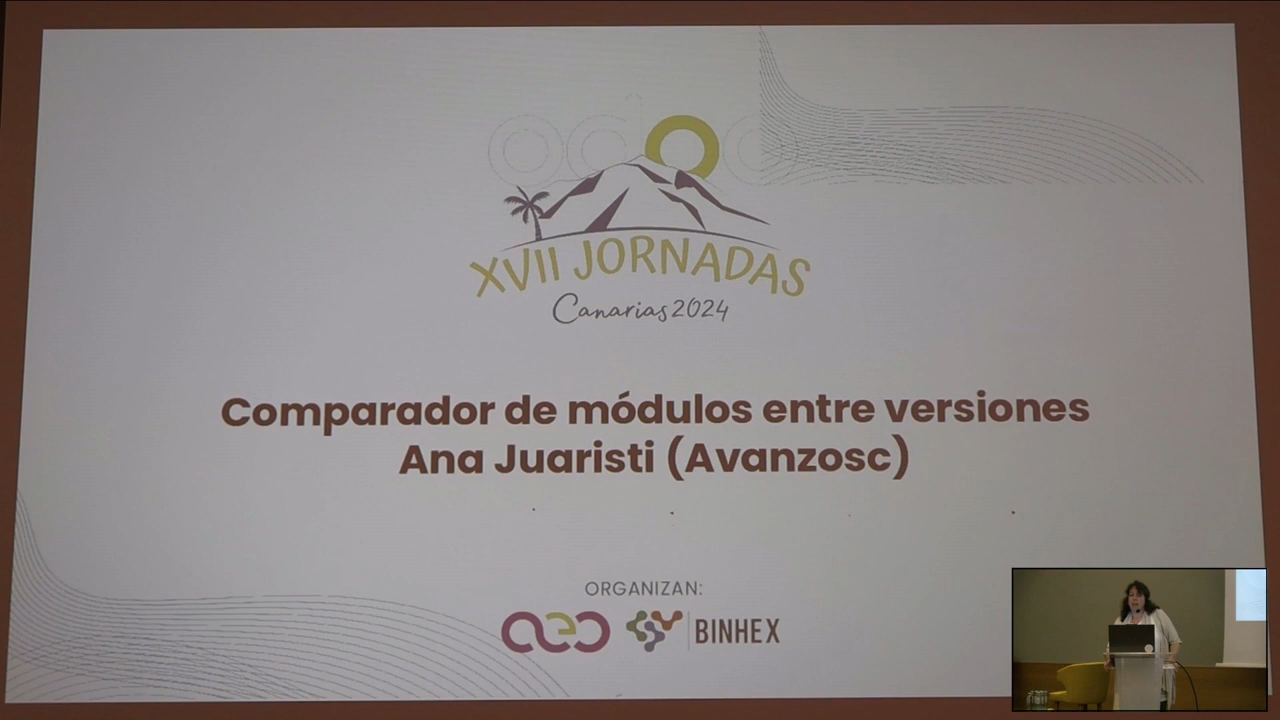 XVII JORNADAS
Canarias 2024
Comparador de módulos entre versiones
Ana Juaristi (Avanzosc)
ORGANIZAN:
aeo
BINHEX